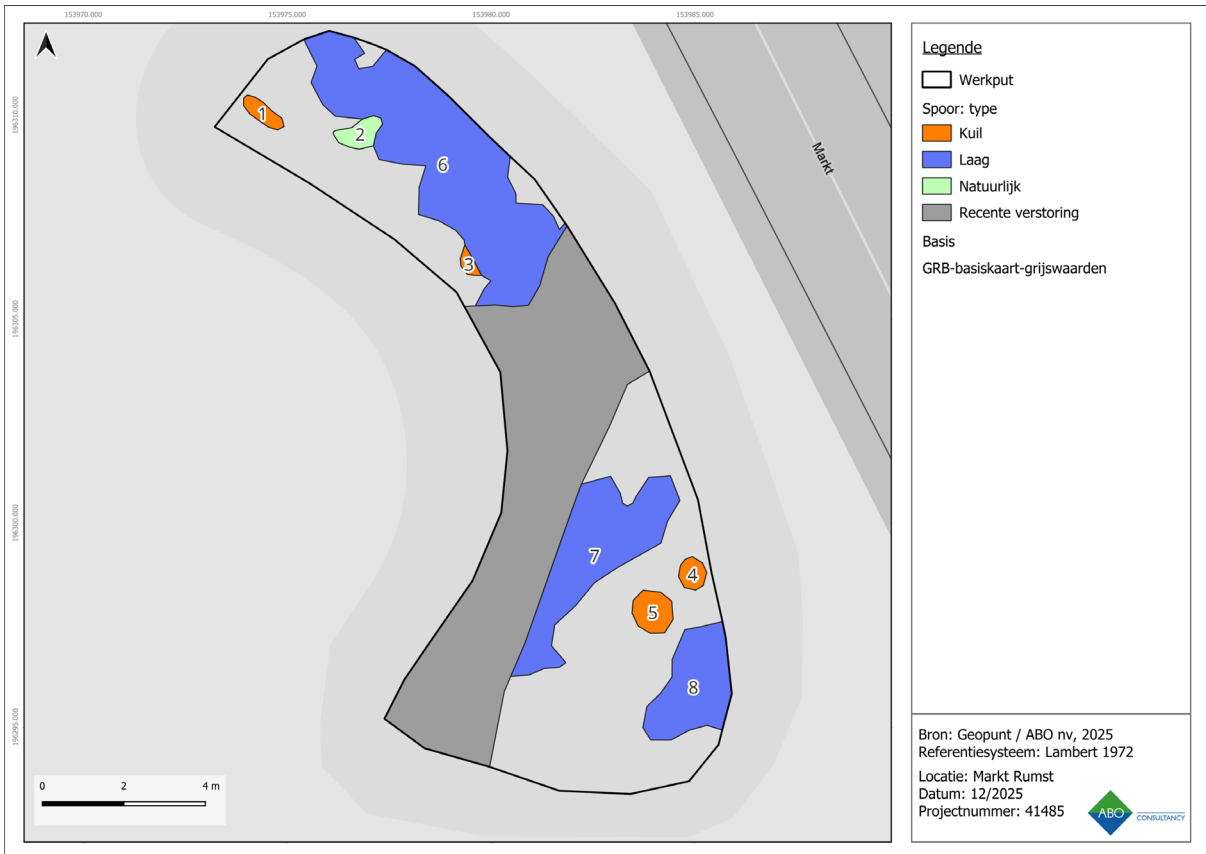 153970.000
153975.000
153980.000
153985.000
196310.000
196305.000
196300.000
196295.000
Markt
1
2
6
3
7
4
5
8
0 2 4 m
Legende
Werkput
Spoor: type
Kuil
Laag
Natuurlijk
Recente verstoring
Basis
GRB-basiskaart-grijswaarden
Bron: Geopunt / ABO nv, 2025
Referentiesysteem: Lambert 1972
Locatie: Markt Rumst
Datum: 12/2025
Projectnummer: 41485
ABO
CONSULTANCY